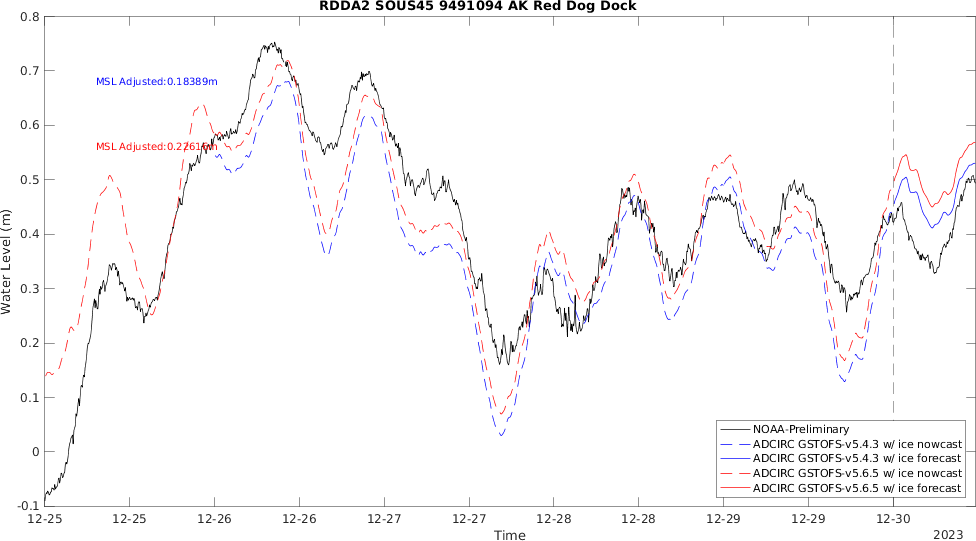 RDDA2 SOUS45 9491094 AK Red Dog Dock
Water Level (m)
0.8
0.7
0.6
0.5
0.4
0.3
0.2
0.1
0
-0.1
MSL Adjusted:0.18389m
MSL Adjusted:0.22615m
NOAA-Preliminary
ADCIRC GSTOFS-v5.4.3 w/ ice nowcast
ADCIRC GSTOFS-v5.4.3 w/ ice forecast
ADCIRC GSTOFS-v5.6.5 w/ ice nowcast
ADCIRC GSTOFS-v5.6.5 w/ ice forecast
12-25 12-25 12-26 12-26 12-27 12-27 12-28 12-28 12-29 12-29 12-30
Time
2023